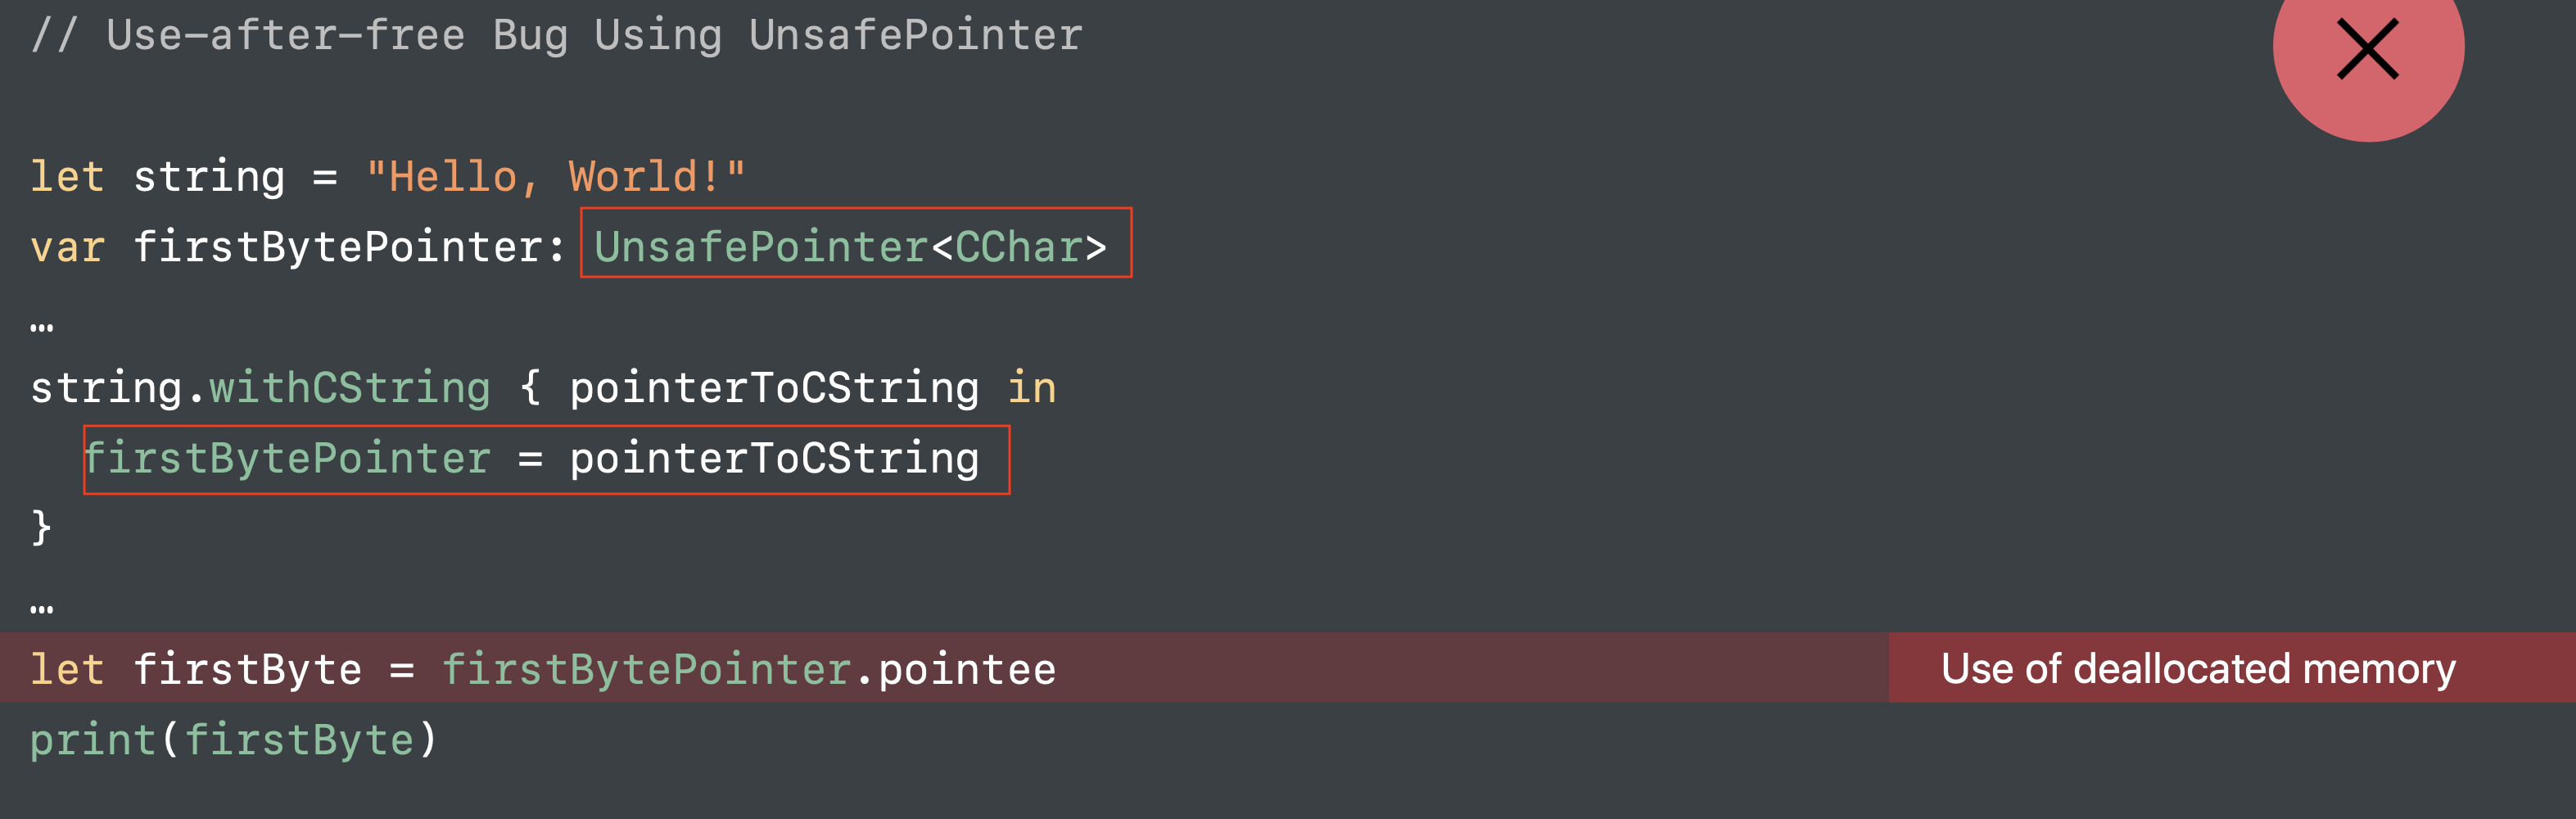 // Use-after-free Bug Using UnsafePointer
let string = "Hello, World!"
var firstBytePointer: UnsafePointer<CChar>
…
string.withCString { pointerToCString in
firstBytePointer = pointerToCString
}
…
let firstByte = firstBytePointer.pointee Use of deallocated memory
print(firstByte)